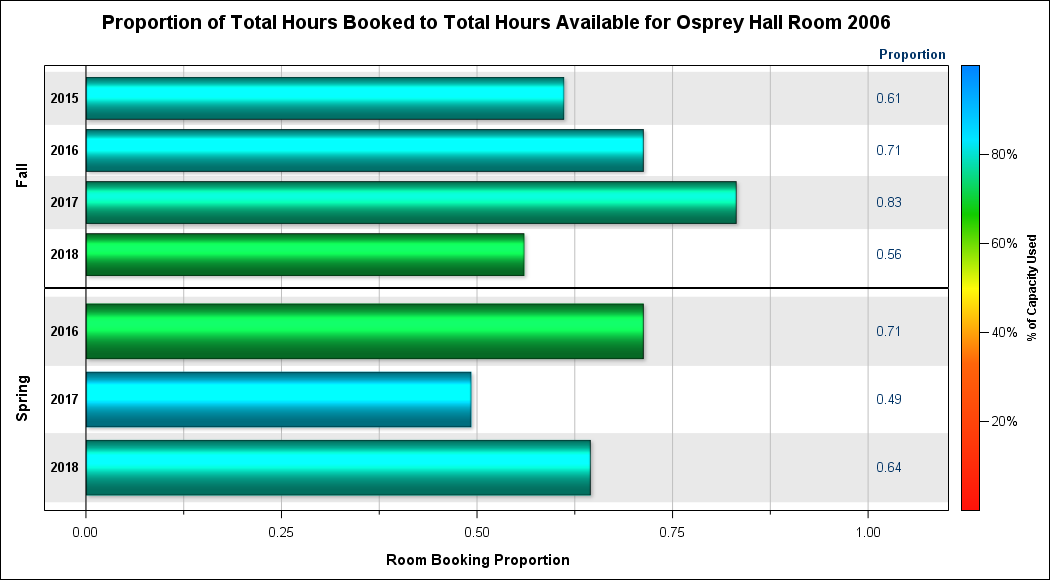 Proportion of Total Hours Booked to Total Hours Available for Osprey Hall Room 2006
Proportion
Fall
2015 0.61
2016 0.71
2017 0.83
2018 0.56
Spring
2016 0.71
2017 0.49
2018 0.64
0.00 0.25 0.50 0.75 1.00
Room Booking Proportion
80%
60%
40%
20%
% of Capacity Used